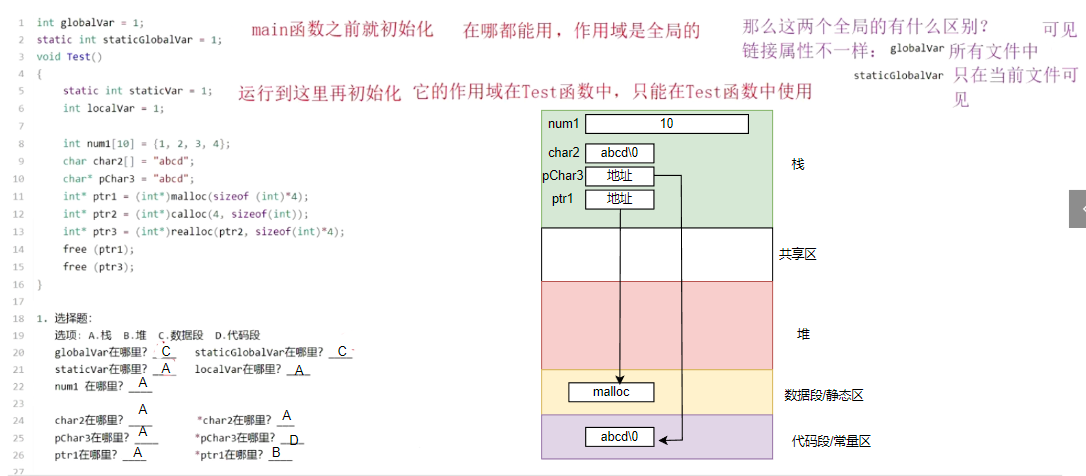 1 int globalVar = 1;
2 static int staticGlobalVar = 1;
3 void Test()
4 {
5 static int staticVar = 1;
6 int localVar = 1;
7
8 int num1[10] = {1, 2, 3, 4};
9 char char2[] = "abcd";
10 char* pChar3 = "abcd";
11 int* ptr1 = (int*)malloc(sizeof (int)*4);
12 int* ptr2 = (int*)calloc(4, sizeof(int));
13 int* ptr3 = (int*)realloc(ptr2, sizeof(int)*4);
14 free (ptr1);
15 free (ptr3);
16 }
17
18 1. 选择题:
19 选项: A.栈 B.堆 C.数据段 D.代码段
20 globalVar在哪里? C staticGlobalVar在哪里? C
21 staticVar在哪里? A localVar在哪里? A
22 num1 在哪里? A
23
24 char2在哪里? A *char2在哪里? A
25 pChar3在哪里? A *pChar3在哪里? D
26 ptr1在哪里? A *ptr1在哪里? B
27
main函数之前就初始化 在哪都能用，作用域是全局的
运行到这里再初始化 它的作用域在Test函数中，只能在Test函数中使用
那么这两个全局的有什么区别? 可见
链接属性不一样: globalVar 所有文件中
staticGlobalVar 只在当前文件可
见
num1 10
char2 abcd\0
pChar3 地址
ptr1 地址
栈
共享区
堆
malloc
数据段/静态区
abcd\0
代码段/常量区